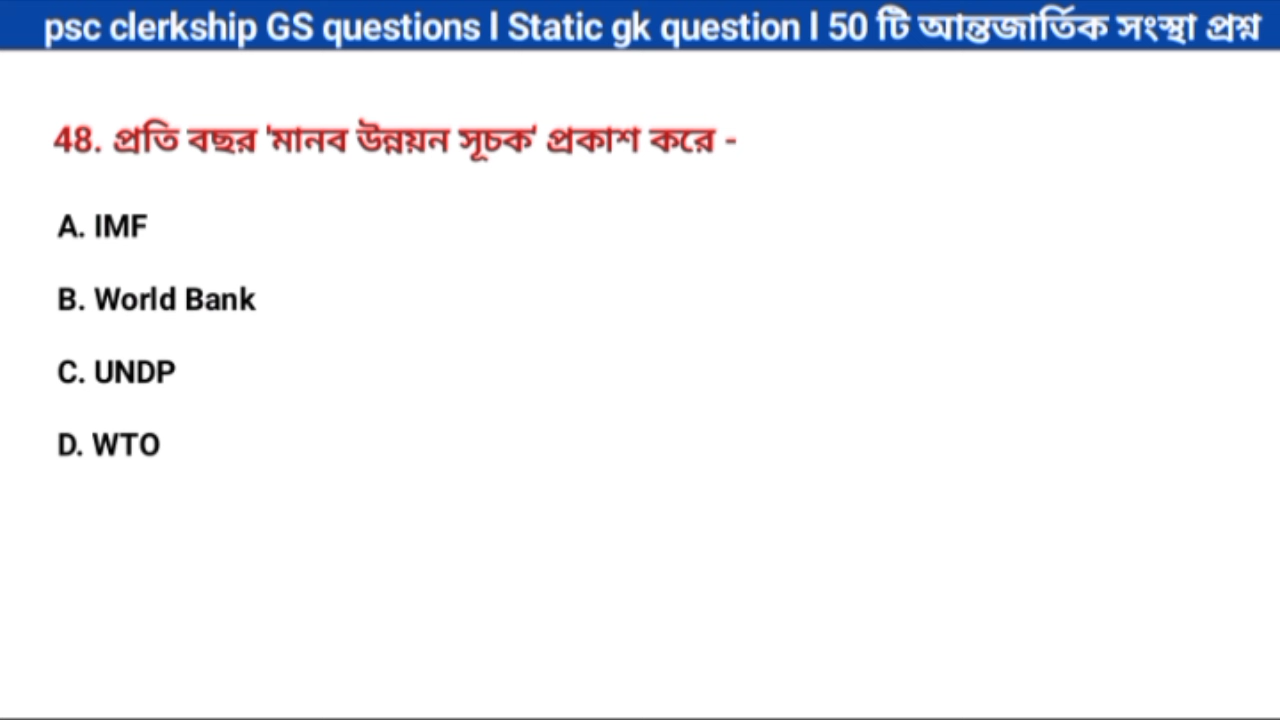 psc clerkship GS questions l Static gk question l 50 টি আন্তজার্তিক সংস্থা প্রশ্ন
48. প্রতি বছর 'মানব উন্নয়ন সূচক' প্রকাশ করে -
A. IMF
B. World Bank
C. UNDP
D. WTO